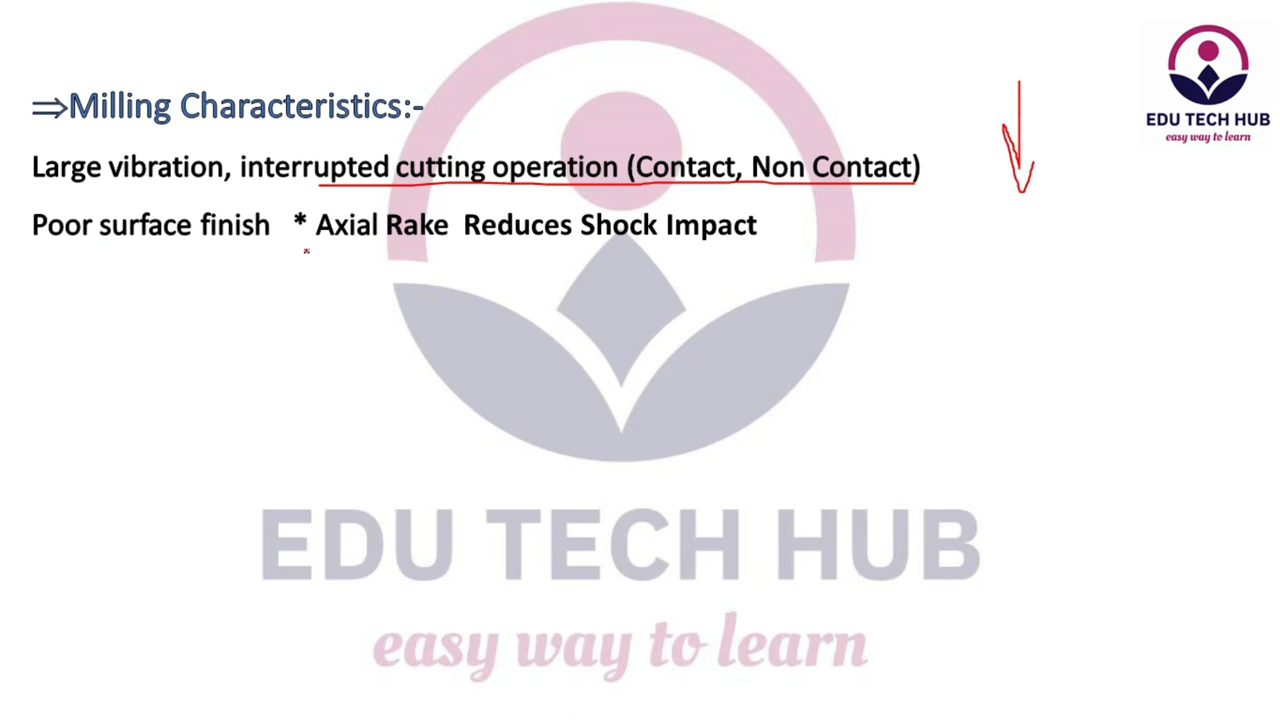 ⇒Milling Characteristics:-
EDU TECH HUB
easy way to learn
Large vibration, interrupted cutting operation (Contact, Non Contact)
Poor surface finish * Axial Rake Reduces Shock Impact
EDU TECH HUB
easy way to learn